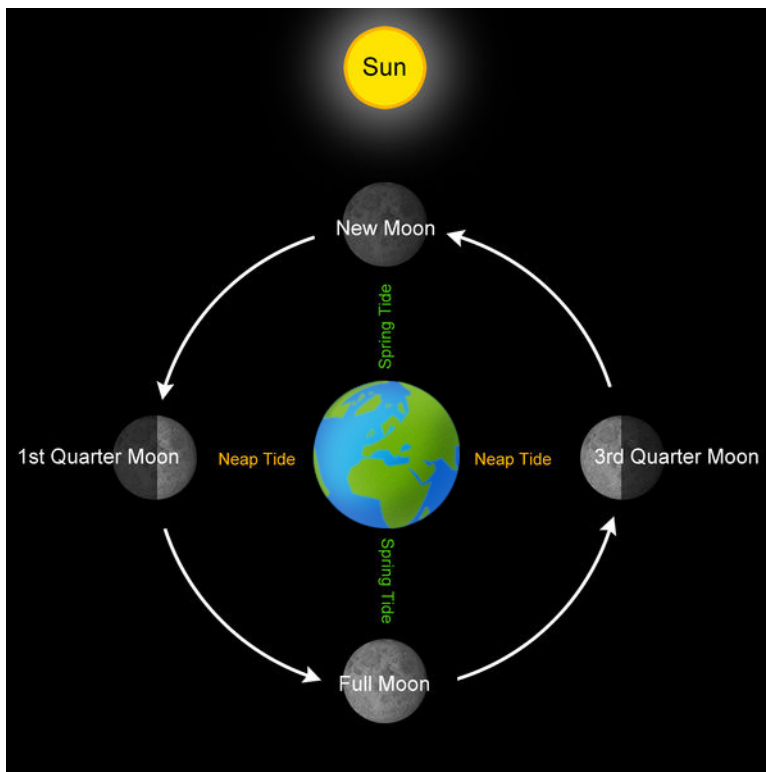 Sun
New Moon
Spring Tide
1st Quarter Moon
Neap Tide
Neap Tide
3rd Quarter Moon
Spring Tide
Full Moon